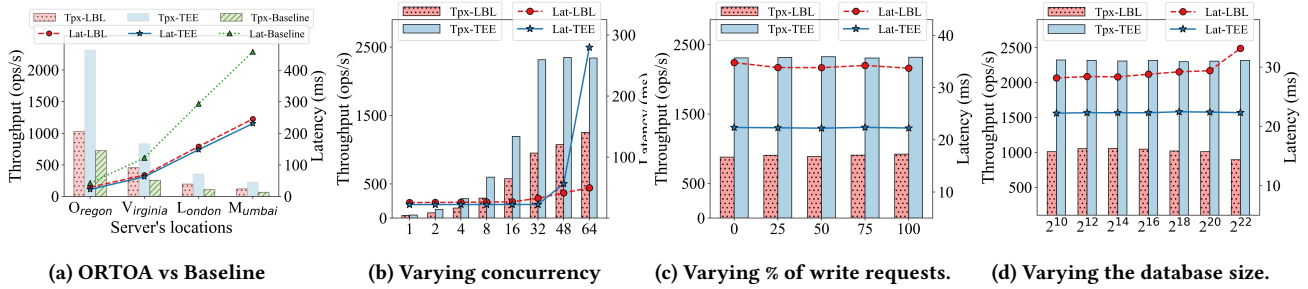 Tpx-LBL Tpx-TEE Tpx-Baseline
Lat-LBL Lat-TEE Lat-Baseline
Throughput (ops/s)
2000
1500
1000
500
0
Latency (ms)
400
300
200
100
0
Oregon Virginia London Mumbai
Server's locations
(a) ORTOA vs Baseline
Tpx-LBL Lat-LBL
Tpx-TEE Lat-TEE
Throughput (ops/s)
2500
1500
500
0
Latency (ms)
300
200
100
1 2 4 8 16 32 48 64
(b) Varying concurrency
Tpx-LBL Lat-LBL
Tpx-TEE Lat-TEE
Throughput (ops/s)
2500
1500
500
0
Latency (ms)
40
30
20
10
0 25 50 75 100
(c) Varying % of write requests.
Tpx-LBL Lat-LBL
Tpx-TEE Lat-TEE
Throughput (ops/s)
2500
2000
1500
1000
500
Latency (ms)
30
20
10
2^10 2^12 2^14 2^16 2^18 2^20 2^22
(d) Varying the database size.